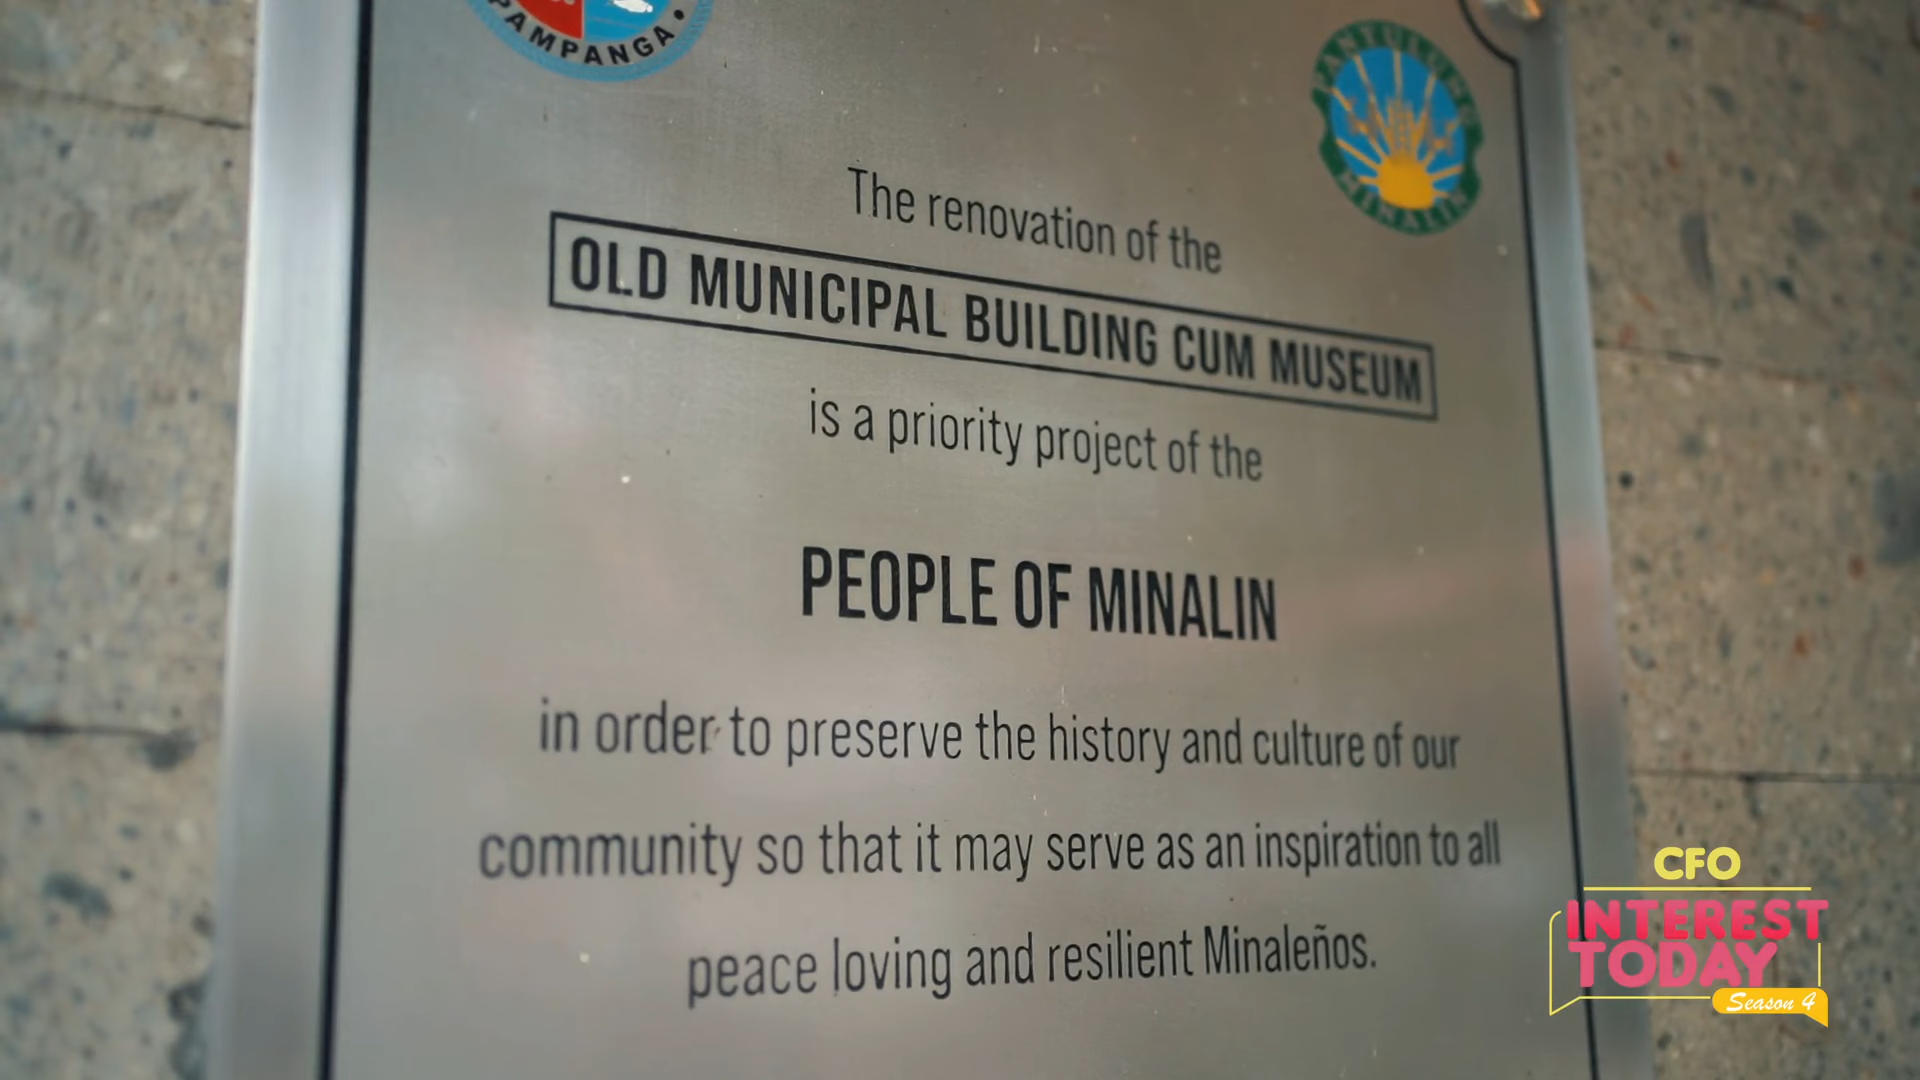 PAMPANGA •
PANYULUNG
MINALIN
The renovation of the
OLD MUNICIPAL BUILDING CUM MUSEUM
is a priority project of the
PEOPLE OF MINALIN
in order to preserve the history and culture of our
community so that it may serve as an inspiration to all
peace loving and resilient Minaleños.
CFO
INTEREST
TODAY
Season 4